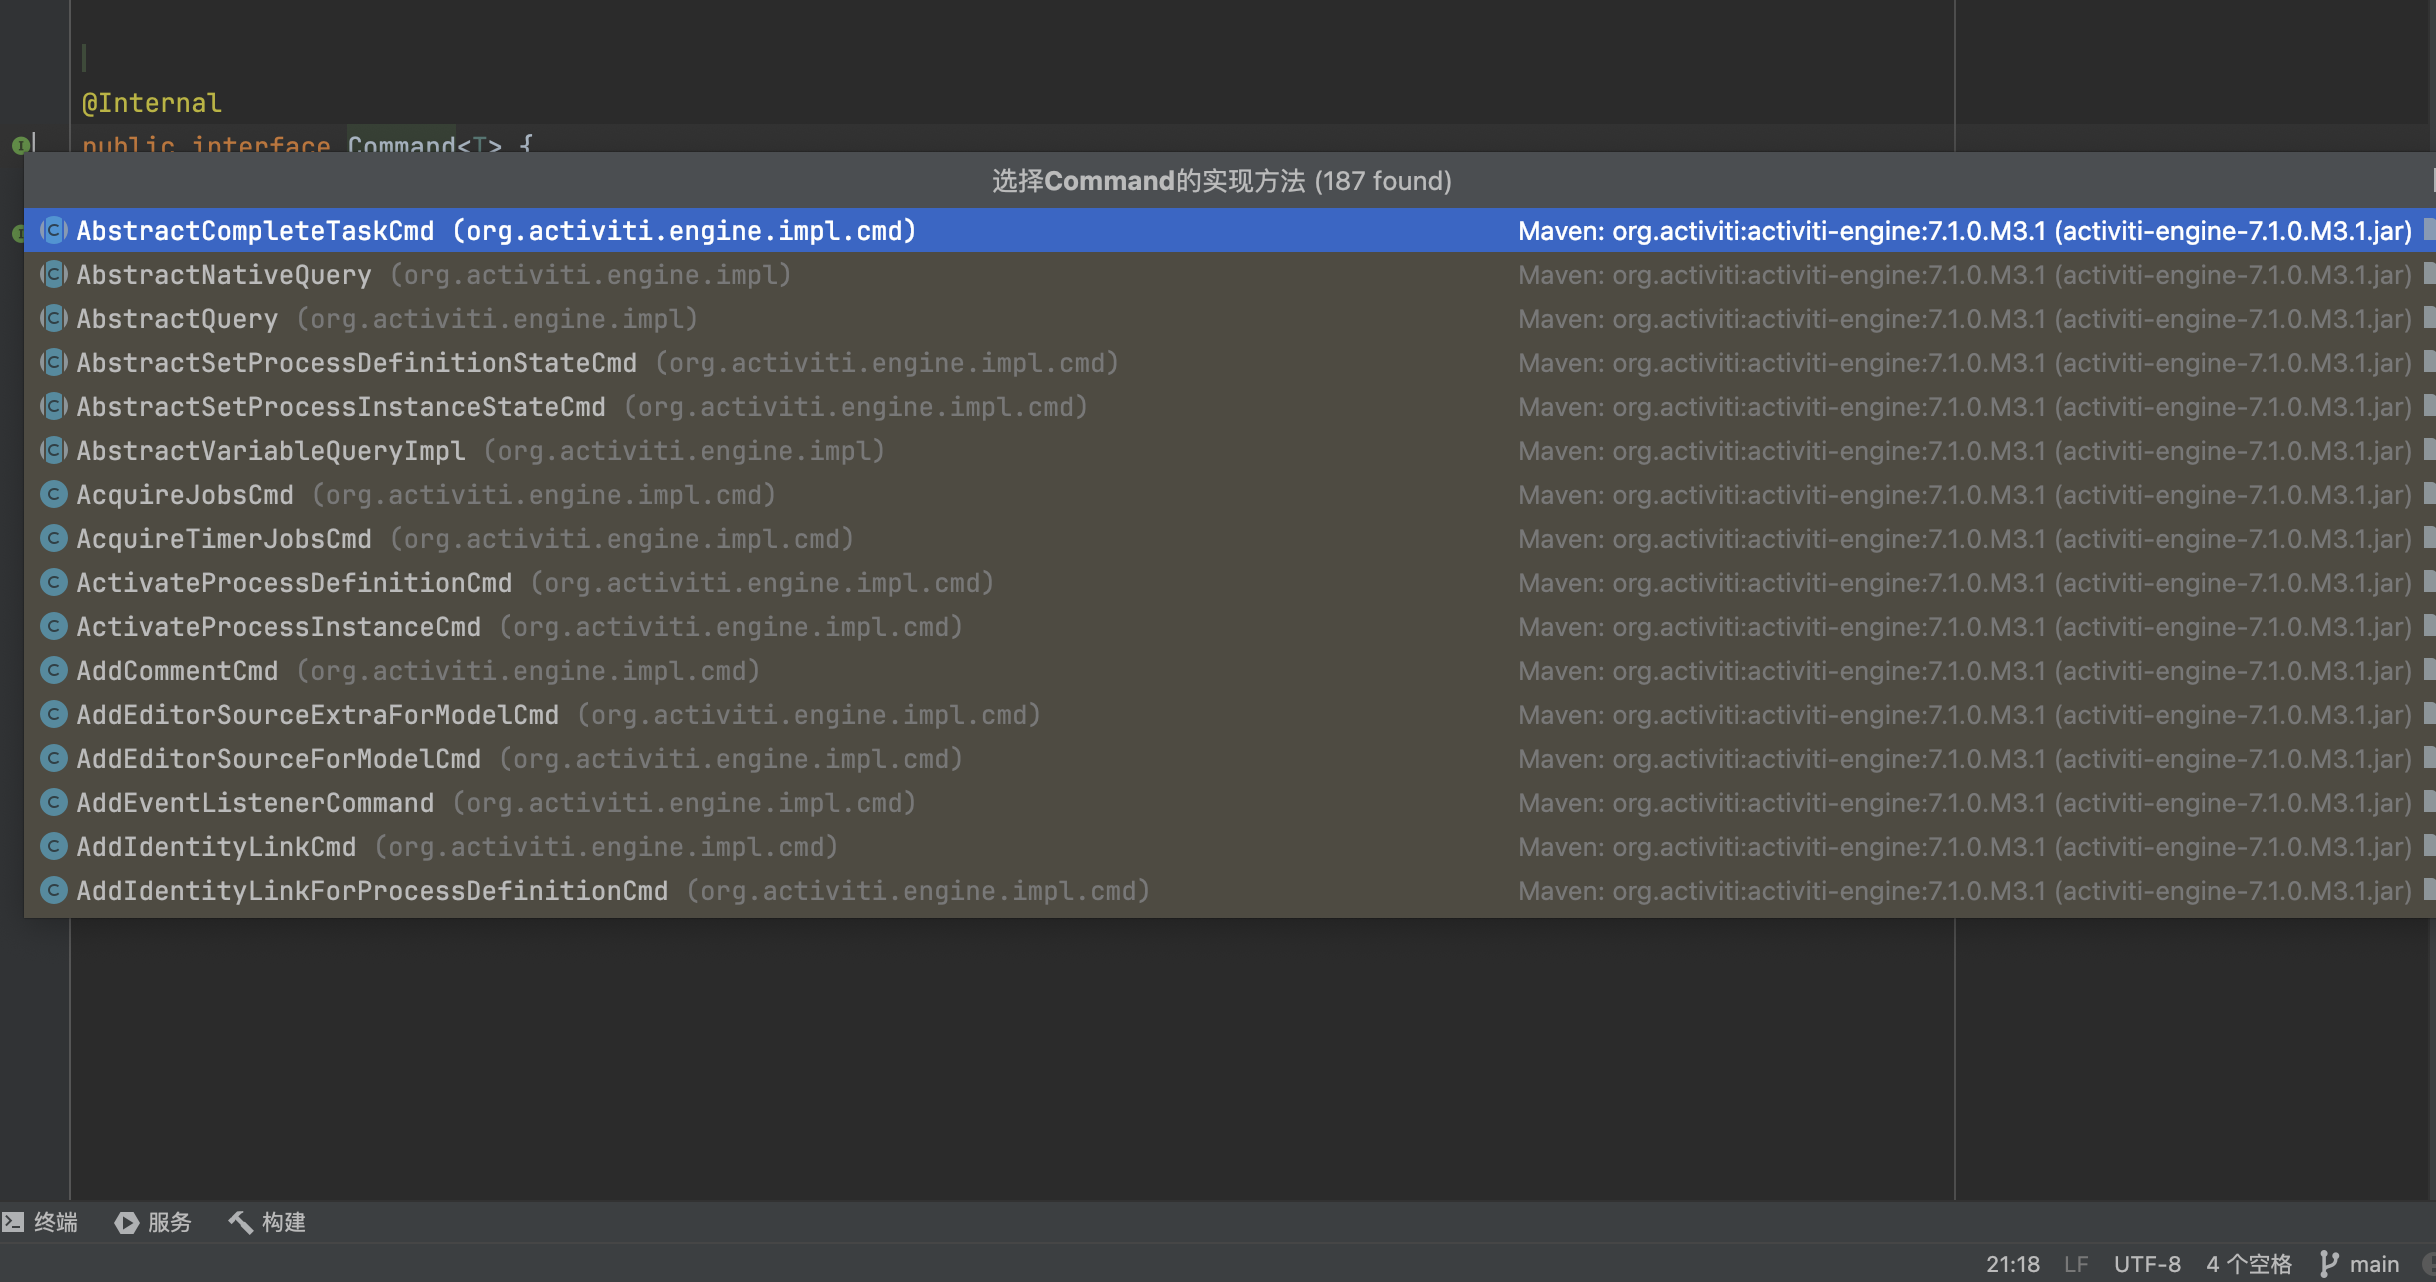 @Internal
public interface Command<T> {
选择Command的实现方法 (187 found)
AbstractCompleteTaskCmd (org.activiti.engine.impl.cmd) Maven: org.activiti:activiti-engine:7.1.0.M3.1 (activiti-engine-7.1.0.M3.1.jar)
AbstractNativeQuery (org.activiti.engine.impl) Maven: org.activiti:activiti-engine:7.1.0.M3.1 (activiti-engine-7.1.0.M3.1.jar)
AbstractQuery (org.activiti.engine.impl) Maven: org.activiti:activiti-engine:7.1.0.M3.1 (activiti-engine-7.1.0.M3.1.jar)
AbstractSetProcessDefinitionStateCmd (org.activiti.engine.impl.cmd) Maven: org.activiti:activiti-engine:7.1.0.M3.1 (activiti-engine-7.1.0.M3.1.jar)
AbstractSetProcessInstanceStateCmd (org.activiti.engine.impl.cmd) Maven: org.activiti:activiti-engine:7.1.0.M3.1 (activiti-engine-7.1.0.M3.1.jar)
AbstractVariableQueryImpl (org.activiti.engine.impl) Maven: org.activiti:activiti-engine:7.1.0.M3.1 (activiti-engine-7.1.0.M3.1.jar)
AcquireJobsCmd (org.activiti.engine.impl.cmd) Maven: org.activiti:activiti-engine:7.1.0.M3.1 (activiti-engine-7.1.0.M3.1.jar)
AcquireTimerJobsCmd (org.activiti.engine.impl.cmd) Maven: org.activiti:activiti-engine:7.1.0.M3.1 (activiti-engine-7.1.0.M3.1.jar)
ActivateProcessDefinitionCmd (org.activiti.engine.impl.cmd) Maven: org.activiti:activiti-engine:7.1.0.M3.1 (activiti-engine-7.1.0.M3.1.jar)
ActivateProcessInstanceCmd (org.activiti.engine.impl.cmd) Maven: org.activiti:activiti-engine:7.1.0.M3.1 (activiti-engine-7.1.0.M3.1.jar)
AddCommentCmd (org.activiti.engine.impl.cmd) Maven: org.activiti:activiti-engine:7.1.0.M3.1 (activiti-engine-7.1.0.M3.1.jar)
AddEditorSourceExtraForModelCmd (org.activiti.engine.impl.cmd) Maven: org.activiti:activiti-engine:7.1.0.M3.1 (activiti-engine-7.1.0.M3.1.jar)
AddEditorSourceForModelCmd (org.activiti.engine.impl.cmd) Maven: org.activiti:activiti-engine:7.1.0.M3.1 (activiti-engine-7.1.0.M3.1.jar)
AddEventListenerCommand (org.activiti.engine.impl.cmd) Maven: org.activiti:activiti-engine:7.1.0.M3.1 (activiti-engine-7.1.0.M3.1.jar)
AddIdentityLinkCmd (org.activiti.engine.impl.cmd) Maven: org.activiti:activiti-engine:7.1.0.M3.1 (activiti-engine-7.1.0.M3.1.jar)
AddIdentityLinkForProcessDefinitionCmd (org.activiti.engine.impl.cmd) Maven: org.activiti:activiti-engine:7.1.0.M3.1 (activiti-engine-7.1.0.M3.1.jar)
终端 服务 构建
21:18 LF UTF-8 4 个空格 main